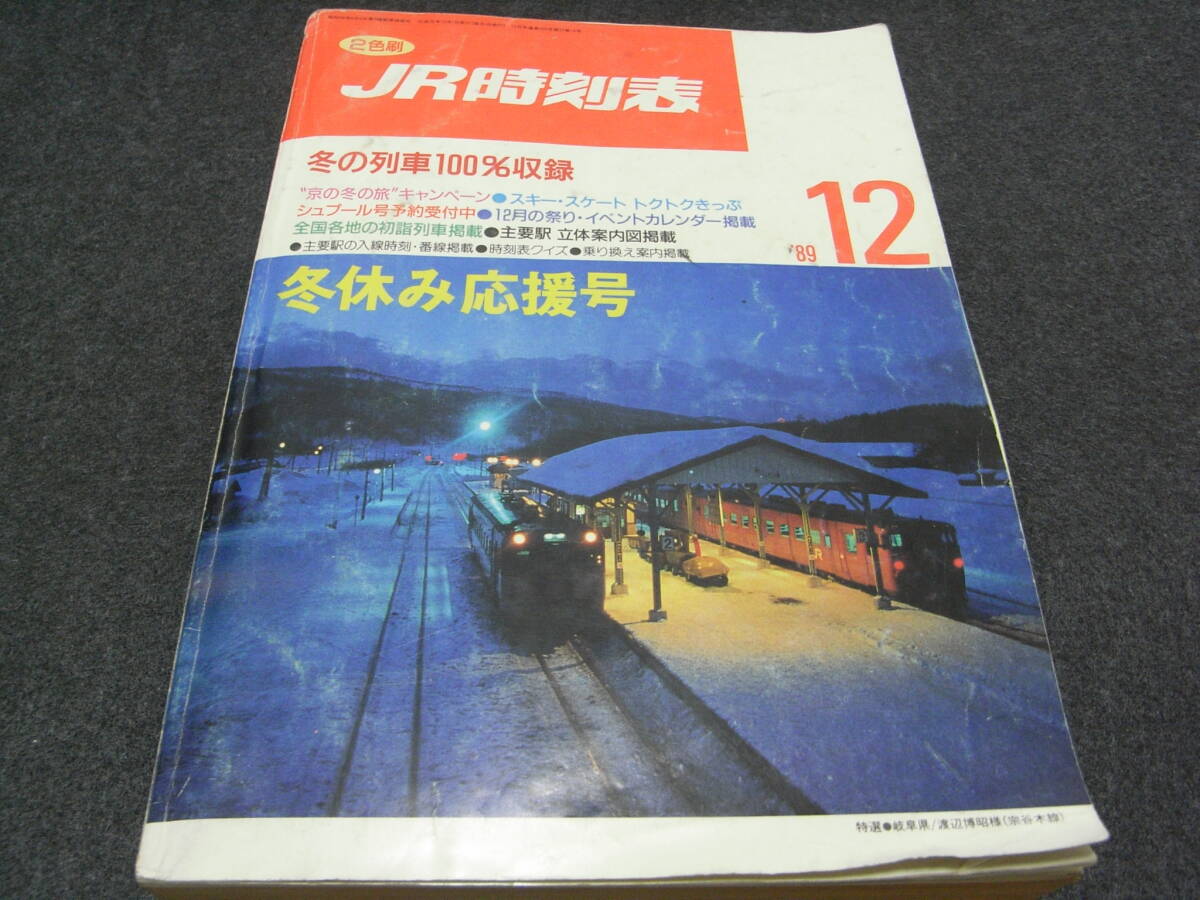 2色刷
JR時刻表
冬の列車100%収録
"京の冬の旅"キャンペーン●スキー・スケート トクトクきっぷ
シュプール号予約受付中●12月の祭り・イベントカレンダー掲載
全国各地の初詣列車掲載●主要駅 立体案内図掲載
●主要駅の入線時刻・番線掲載●時刻表クイズ●乗り換え案内掲載
'89 12
冬休み応援号
2
特選●岐阜県/渡辺博昭様(宗谷本線)